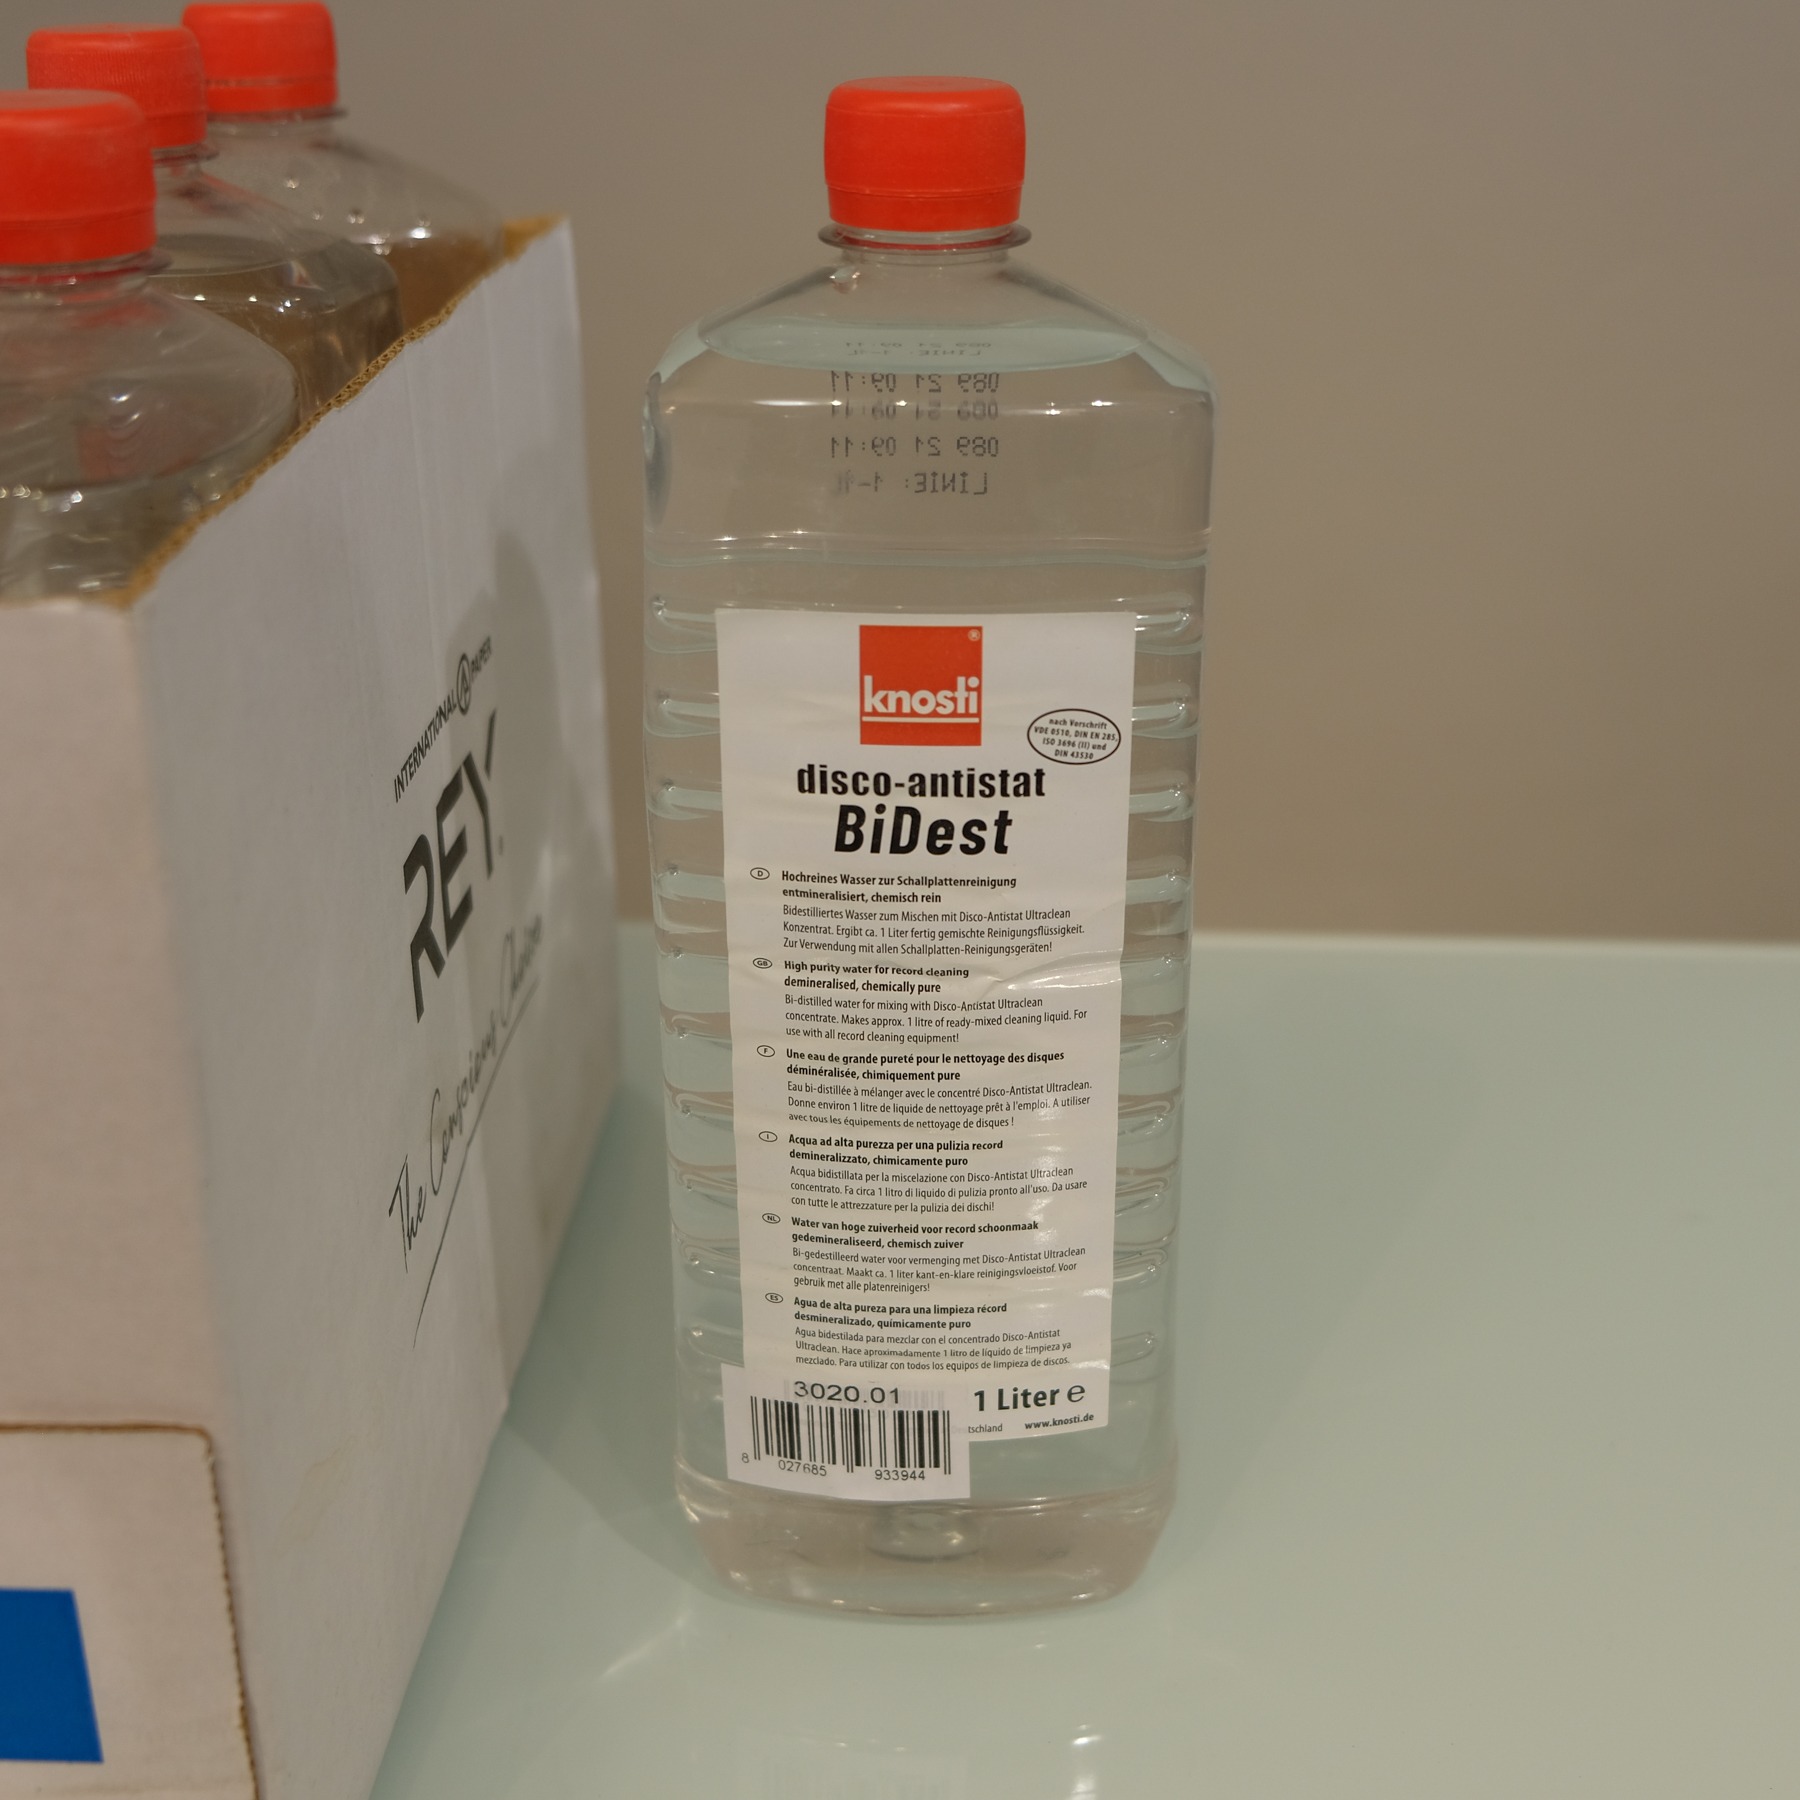 INTERNATIONAL PAPER
REY
The Conscious Choice
089 21 09:11
LINIE: 1-
knosti®
nach Vorschrift
VDE 0510, DIN EN 285,
ISO 3696 (II) und
DIN 43530
disco-antistat
BiDest
D
Hochreines Wasser zur Schallplattenreinigung
entmineralisiert, chemisch rein
Bidestilliertes Wasser zum Mischen mit Disco-Antistat Ultraclean
Konzentrat. Ergibt ca. 1 Liter fertig gemischte Reinigungsflüssigkeit.
Zur Verwendung mit allen Schallplatten-Reinigungsgeräten!
GB
High purity water for record cleaning
demineralised, chemically pure
Bi-distilled water for mixing with Disco-Antistat Ultraclean
concentrate. Makes approx. 1 litre of ready-mixed cleaning liquid. For
use with all record cleaning equipment!
F
Une eau de grande pureté pour le nettoyage des disques
déminéralisée, chimiquement pure
Eau bi-distillée à mélanger avec le concentré Disco-Antistat Ultraclean.
Donne environ 1 litre de liquide de nettoyage prêt à l'emploi. A utiliser
avec tous les équipements de nettoyage de disques !
I
Acqua ad alta purezza per una pulizia record
demineralizzato, chimicamente puro
Acqua bidistillata per la miscelazione con Disco-Antistat Ultraclean
concentrato. Fa circa 1 litro di liquido di pulizia pronto all'uso. Da usare
con tutte le attrezzature per la pulizia dei dischi!
NL
Water van hoge zuiverheid voor record schoonmaak
gedemineraliseerd, chemisch zuiver
Bi-gedestilleerd water voor vermenging met Disco-Antistat Ultraclean
concentraat. Maakt ca. 1 liter kant-en-klare reinigingsvloeistof. Voor
gebruik met alle platenreinigers!
ES
Agua de alta pureza para una limpieza récord
desmineralizado, químicamente puro
Agua bidestilada para mezclar con el concentrado Disco-Antistat
Ultraclean. Hace aproximadamente 1 litro de líquido de limpieza ya
mezclado. Para utilizar con todos los equipos de limpieza de discos.
3020.01
1 Liter e
tschland www.knosti.de
8 027685 933944